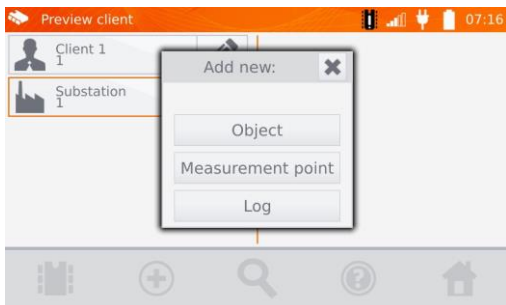 Preview client
07:16
Client 1
1
Substation
1
Add new:
Object
Measurement point
Log